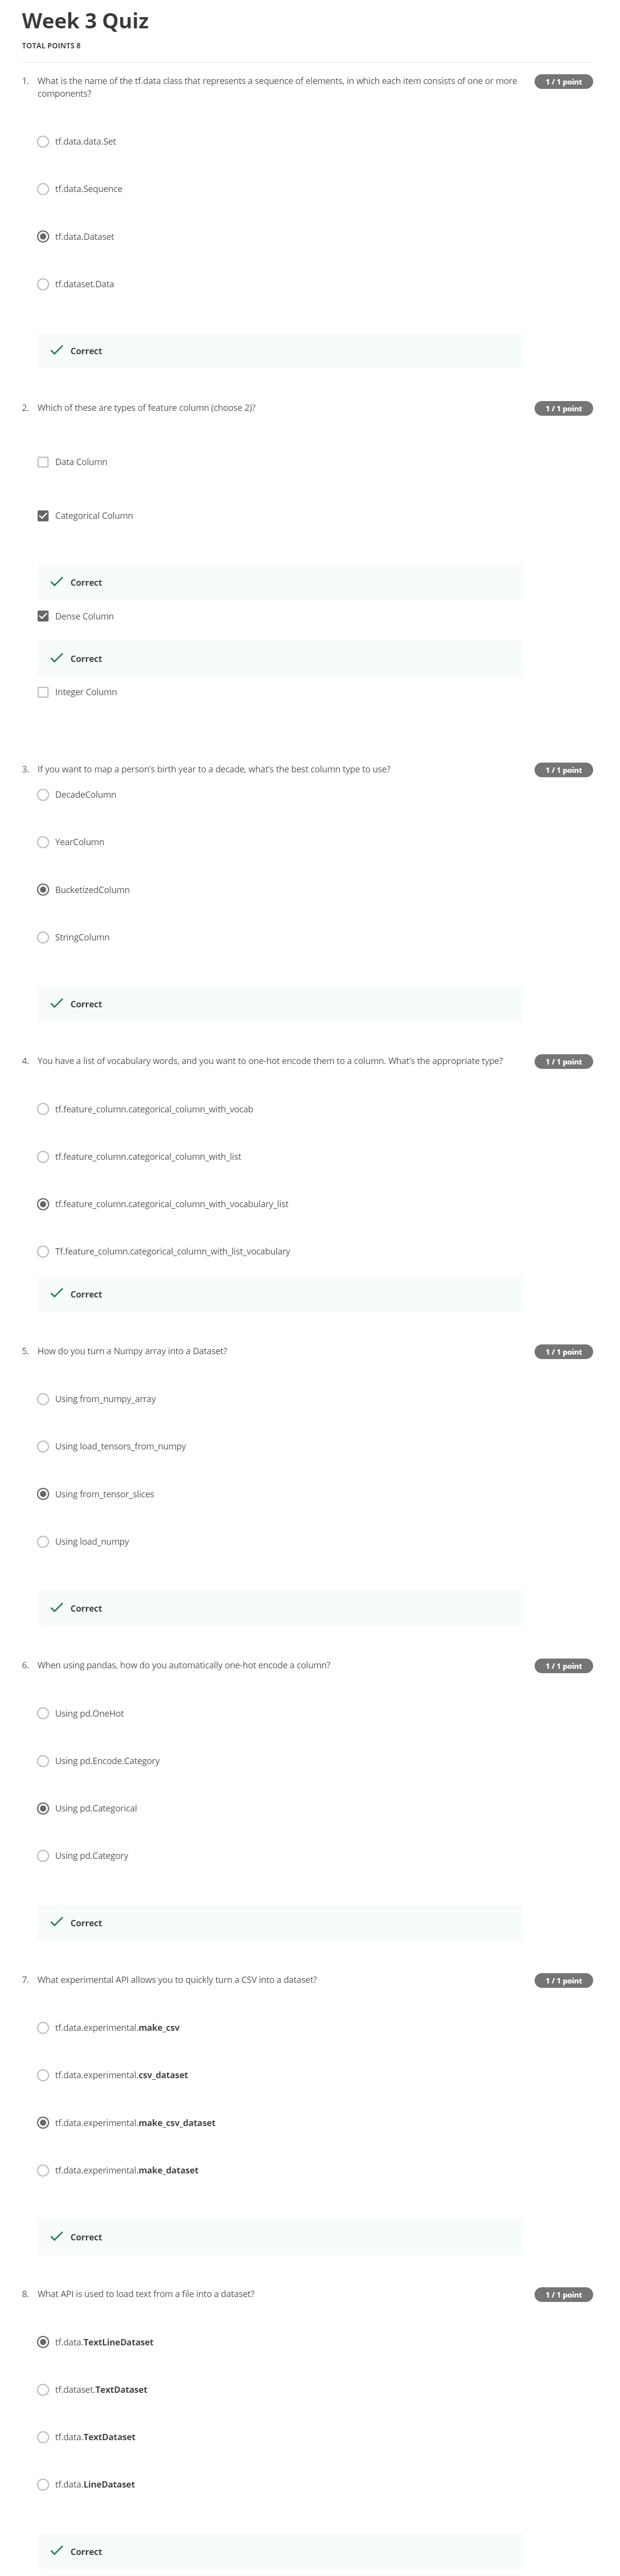 Week 3 Quiz
TOTAL POINTS 8
1. What is the name of the tf.data class that represents a sequence of elements, in which each item consists of one or more
components?
1 / 1 point
tf.data.data.Set
tf.data.Sequence
tf.data.Dataset
tf.dataset.Data
Correct
2. Which of these are types of feature column (choose 2)?
1 / 1 point
Data Column
Categorical Column
Correct
Dense Column
Correct
Integer Column
3. If you want to map a person's birth year to a decade, what's the best column type to use?
1 / 1 point
DecadeColumn
YearColumn
BucketizedColumn
StringColumn
Correct
4. You have a list of vocabulary words, and you want to one-hot encode them to a column. What's the appropriate type?
1 / 1 point
tf.feature_column.categorical_column_with_vocab
tf.feature_column.categorical_column_with_list
tf.feature_column.categorical_column_with_vocabulary_list
Tf.feature_column.categorical_column_with_list_vocabulary
Correct
5. How do you turn a Numpy array into a Dataset?
1 / 1 point
Using from_numpy_array
Using load_tensors_from_numpy
Using from_tensor_slices
Using load_numpy
Correct
6. When using pandas, how do you automatically one-hot encode a column?
1 / 1 point
Using pd.OneHot
Using pd.Encode.Category
Using pd.Categorical
Using pd.Category
Correct
7. What experimental API allows you to quickly turn a CSV into a dataset?
1 / 1 point
tf.data.experimental.make_csv
tf.data.experimental.csv_dataset
tf.data.experimental.make_csv_dataset
tf.data.experimental.make_dataset
Correct
8. What API is used to load text from a file into a dataset?
1 / 1 point
tf.data.TextLineDataset
tf.dataset.TextDataset
tf.data.TextDataset
tf.data.LineDataset
Correct